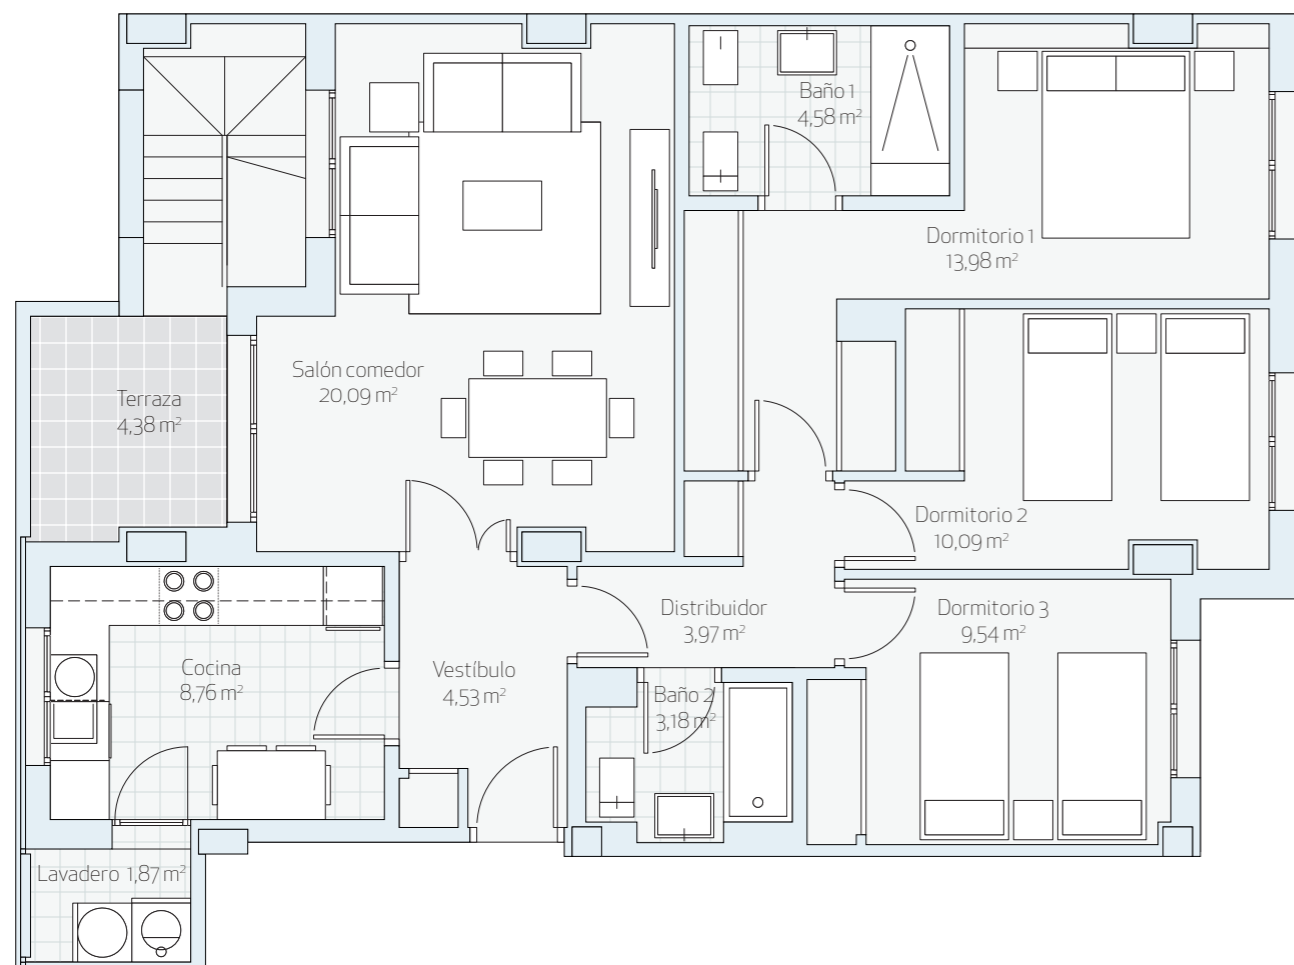 Baño 1
4,58 m²
Dormitorio 1
13,98 m²
Salón comedor
20,09 m²
Terraza
4,38 m²
Dormitorio 2
10,09 m²
Distribuidor
3,97 m²
Dormitorio 3
9,54 m²
Cocina
8,76 m²
Vestíbulo
4,53 m²
Baño 2
3,18 m²
Lavadero 1,87 m²